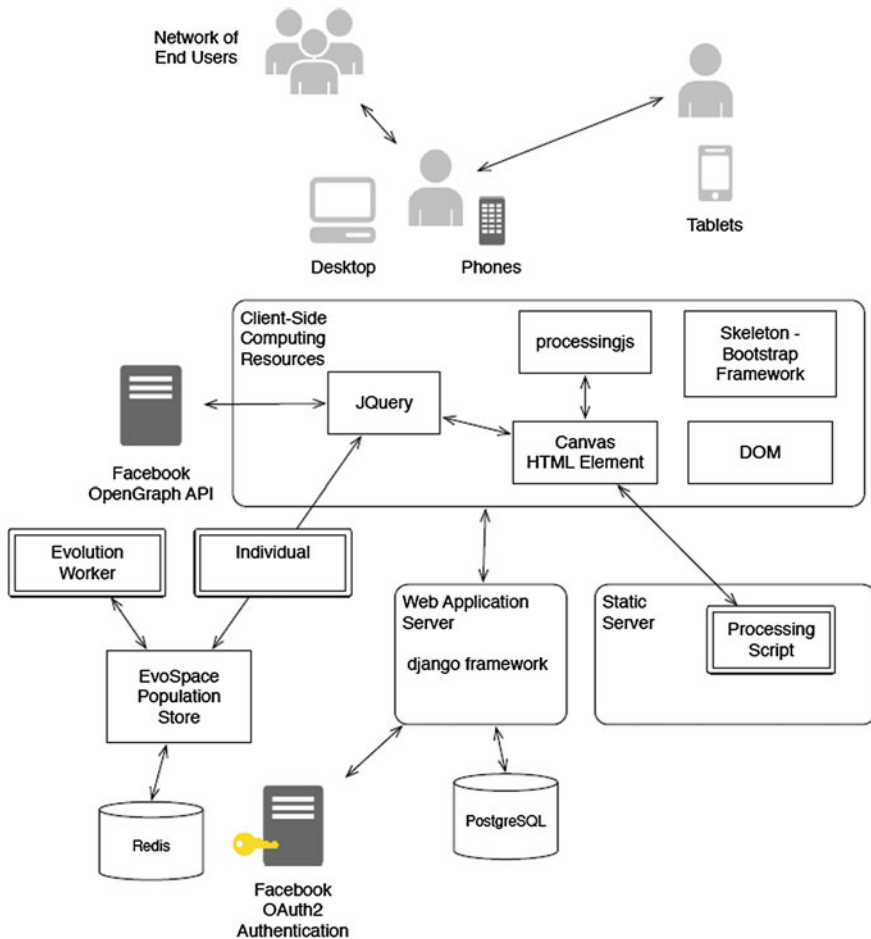 Network of
End Users
Desktop
Phones
Tablets
Client-Side
Computing
Resources
processingjs
Skeleton -
Bootstrap
Framework
JQuery
Canvas
HTML Element
DOM
Facebook
OpenGraph API
Evolution
Worker
Individual
Web Application
Server
django framework
Static
Server
Processing
Script
EvoSpace
Population
Store
Redis
PostgreSQL
Facebook
OAuth2
Authentication